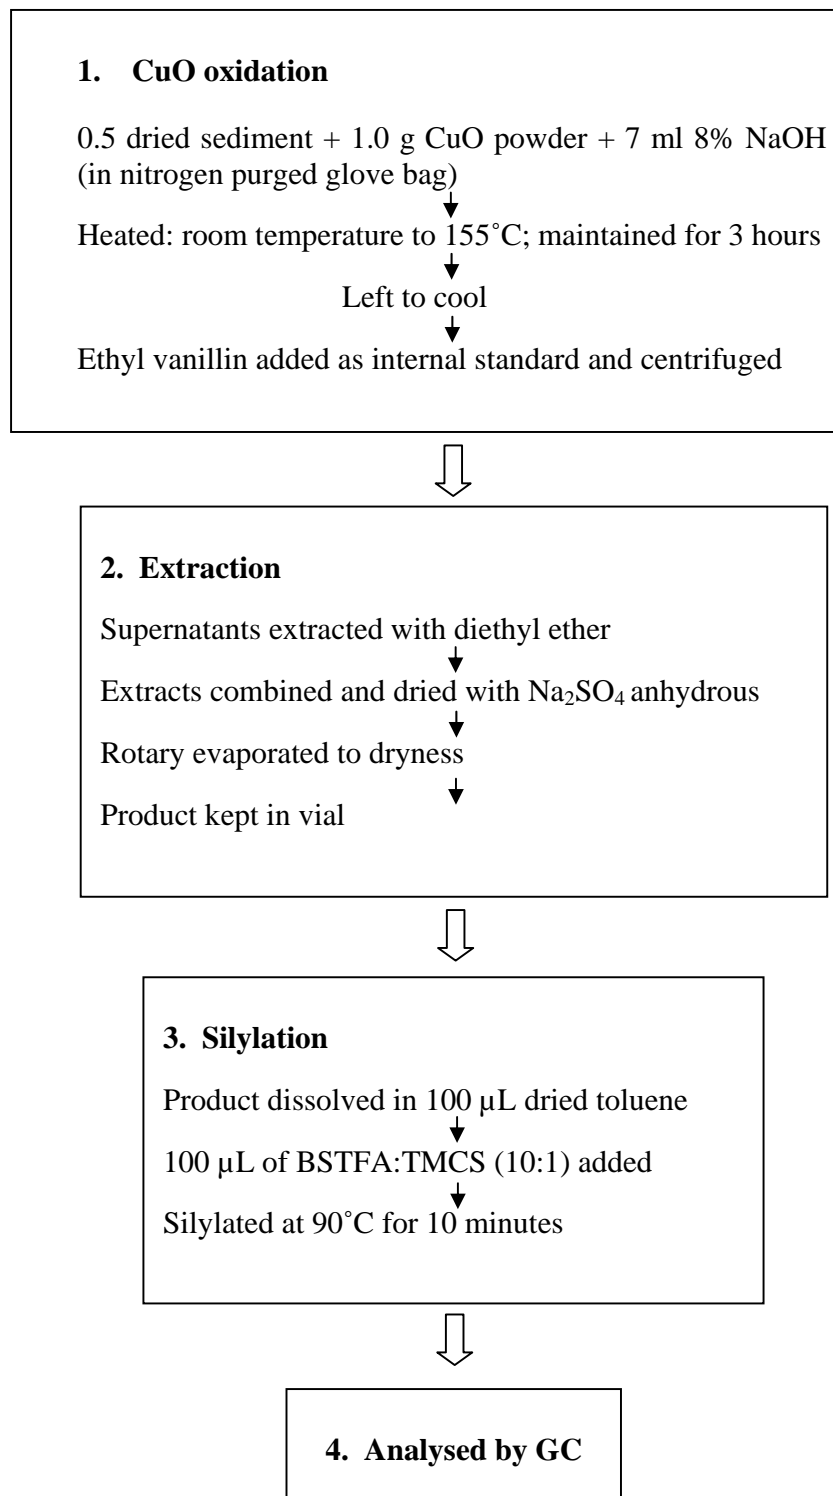 1. CuO oxidation
0.5 dried sediment + 1.0 g CuO powder + 7 ml 8% NaOH
(in nitrogen purged glove bag)
Heated: room temperature to 155˚C; maintained for 3 hours
Left to cool
Ethyl vanillin added as internal standard and centrifuged
2. Extraction
Supernatants extracted with diethyl ether
Extracts combined and dried with Na₂SO₄ anhydrous
Rotary evaporated to dryness
Product kept in vial
3. Silylation
Product dissolved in 100 µL dried toluene
100 µL of BSTFA:TMCS (10:1) added
Silylated at 90˚C for 10 minutes
4. Analysed by GC